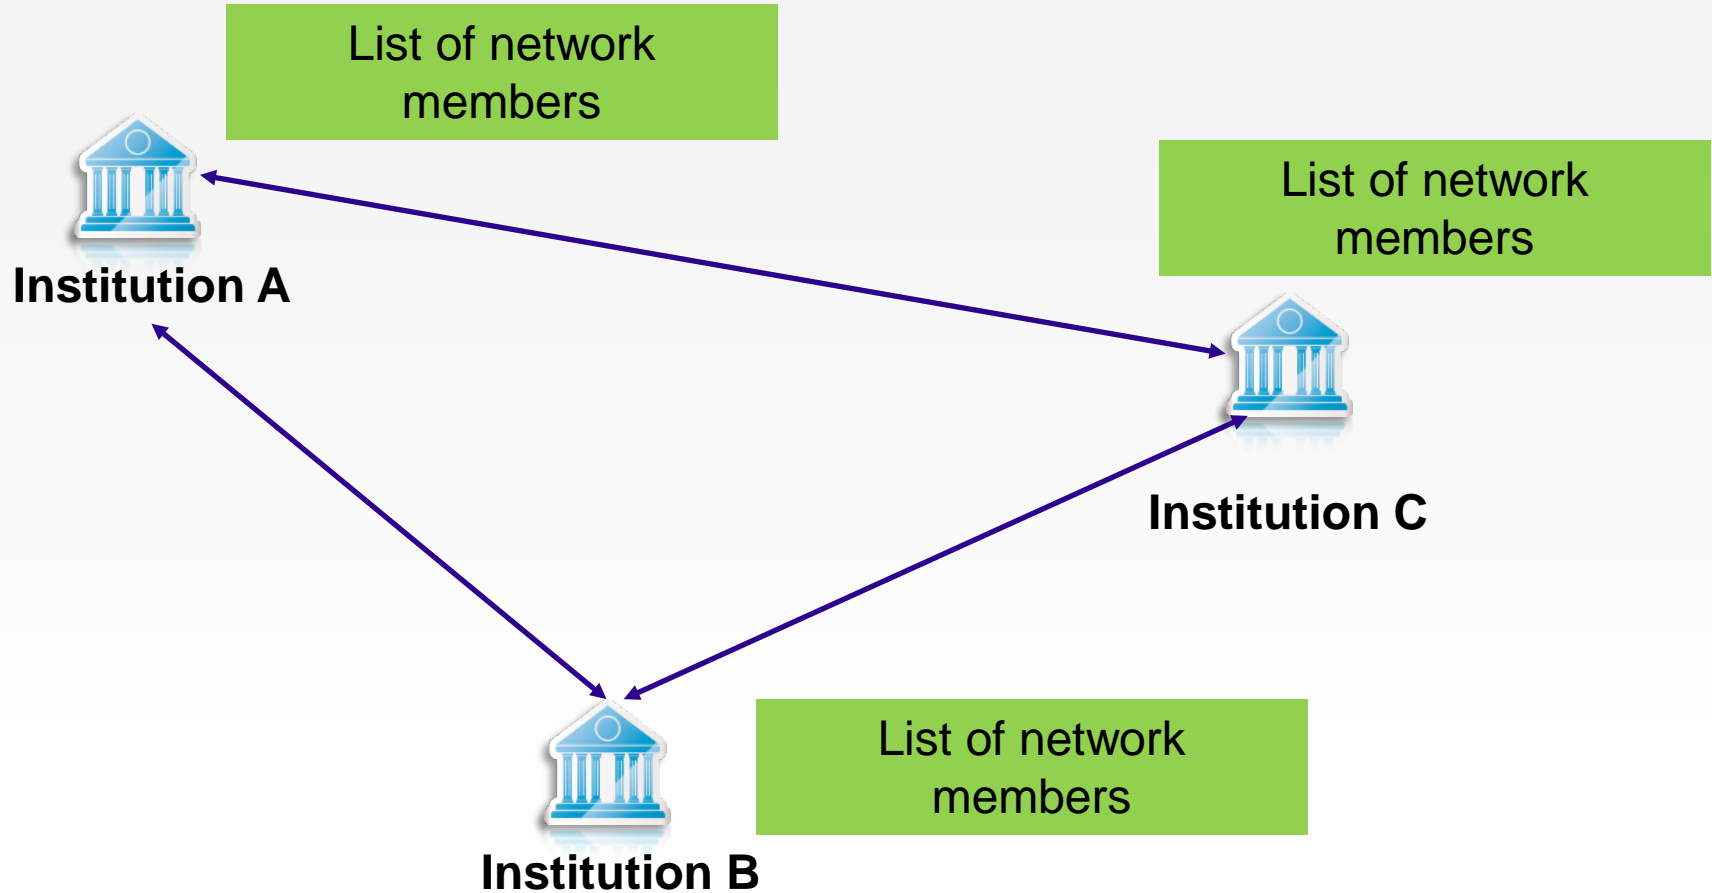 List of network
members
Institution A
List of network
members
Institution C
List of network
members
Institution B